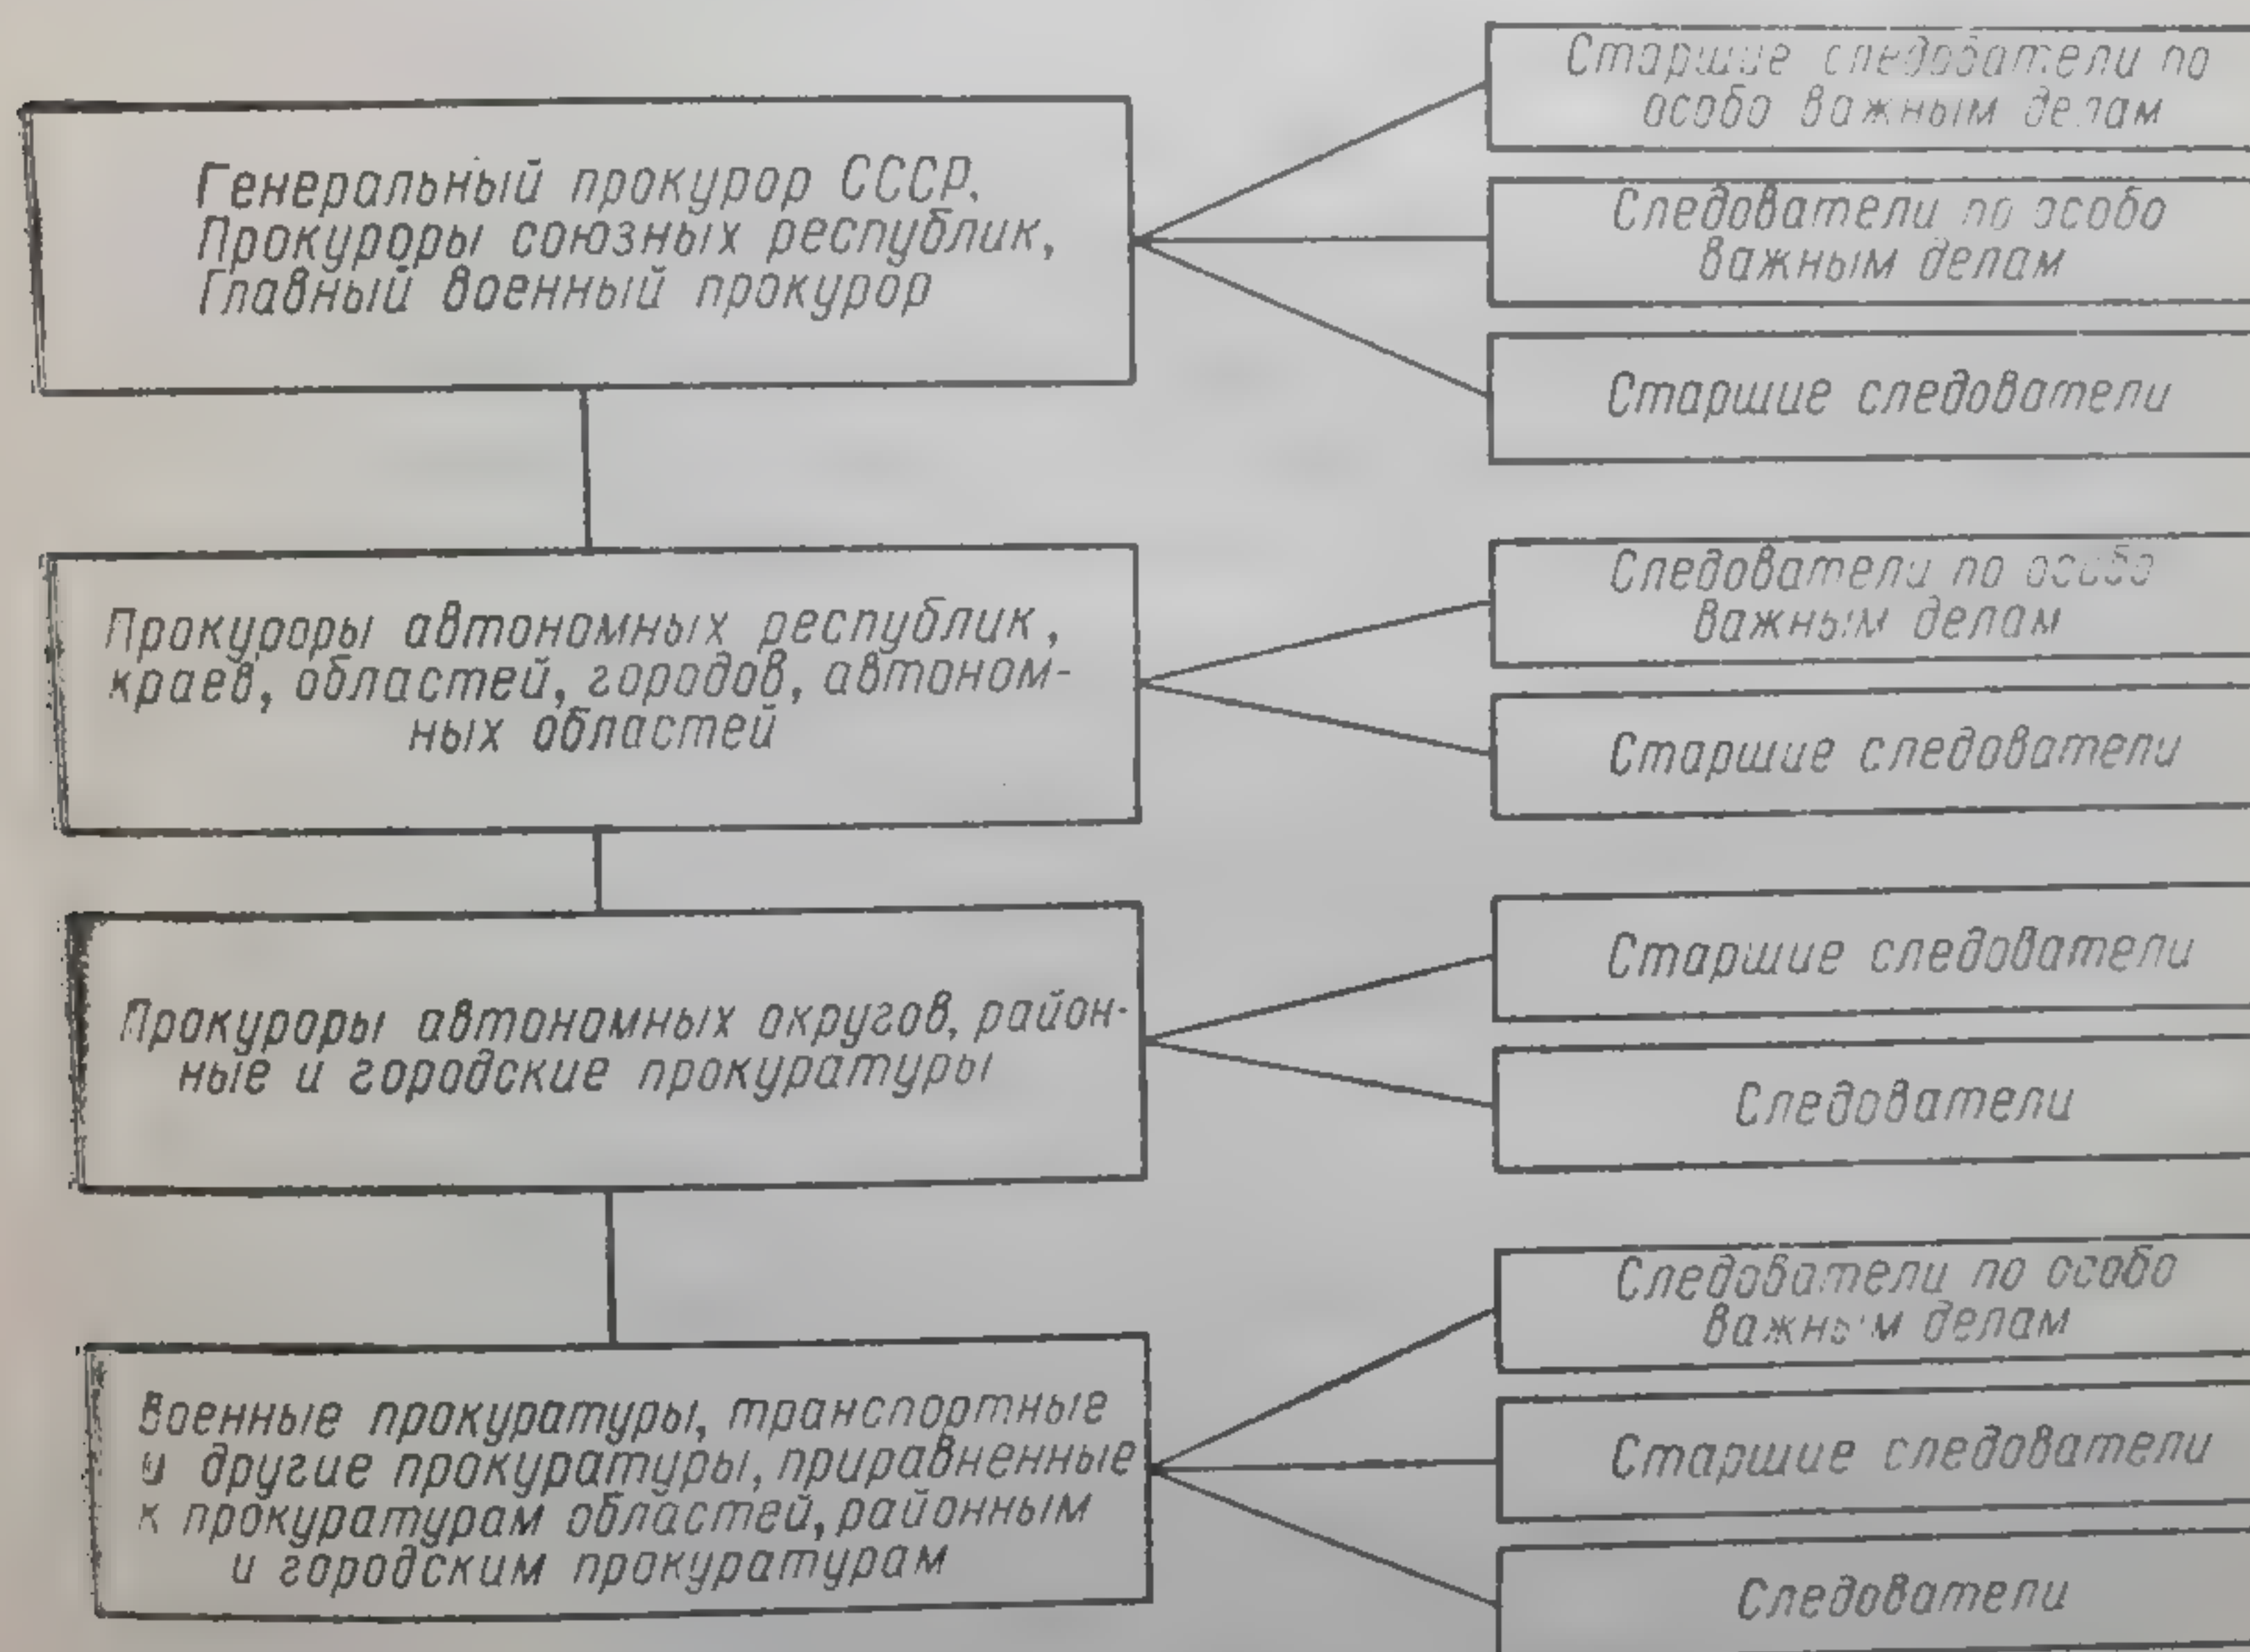 Генеральный прокурор СССР,
Прокуроры союзных республик,
Главный военный прокурор
Старшие следователи по
особо важным делам
Следователи по особо
важным делам
Старшие следователи
Прокуроры автономных республик,
краев, областей, городов, автоном-
ных областей
Следователи по особо
важным делам
Старшие следователи
Прокуроры автономных округов, район-
ные и городские прокуратуры
Старшие следователи
Следователи
Военные прокуратуры, транспортные
и другие прокуратуры, приравненные
к прокуратурам областей, районным
и городским прокуратурам
Следователи по особо
важным делам
Старшие следователи
Следователи